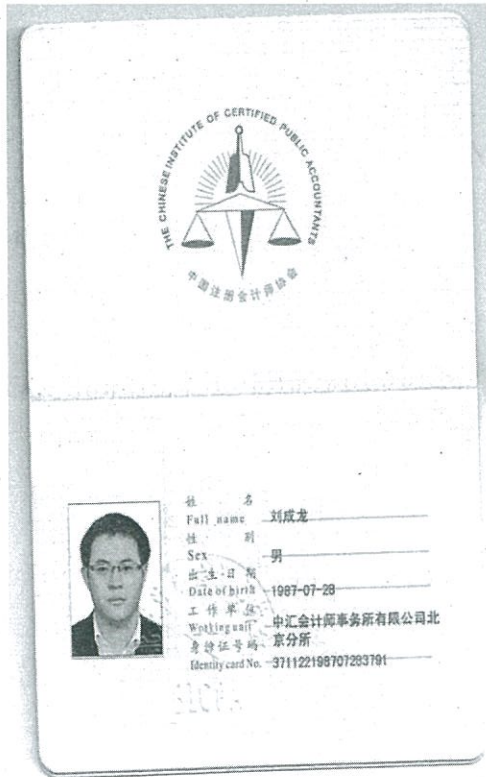 THE CHINESE INSTITUTE OF CERTIFIED PUBLIC ACCOUNTANTS
中国注册会计师协会
姓 名
Full name 刘成龙
性 别
Sex 男
出生日期
Date of birth 1987-07-28
工作单位
Working unit 中汇会计师事务所有限公司北
京分所
身份证号码
Identity card No. 371122198707283791